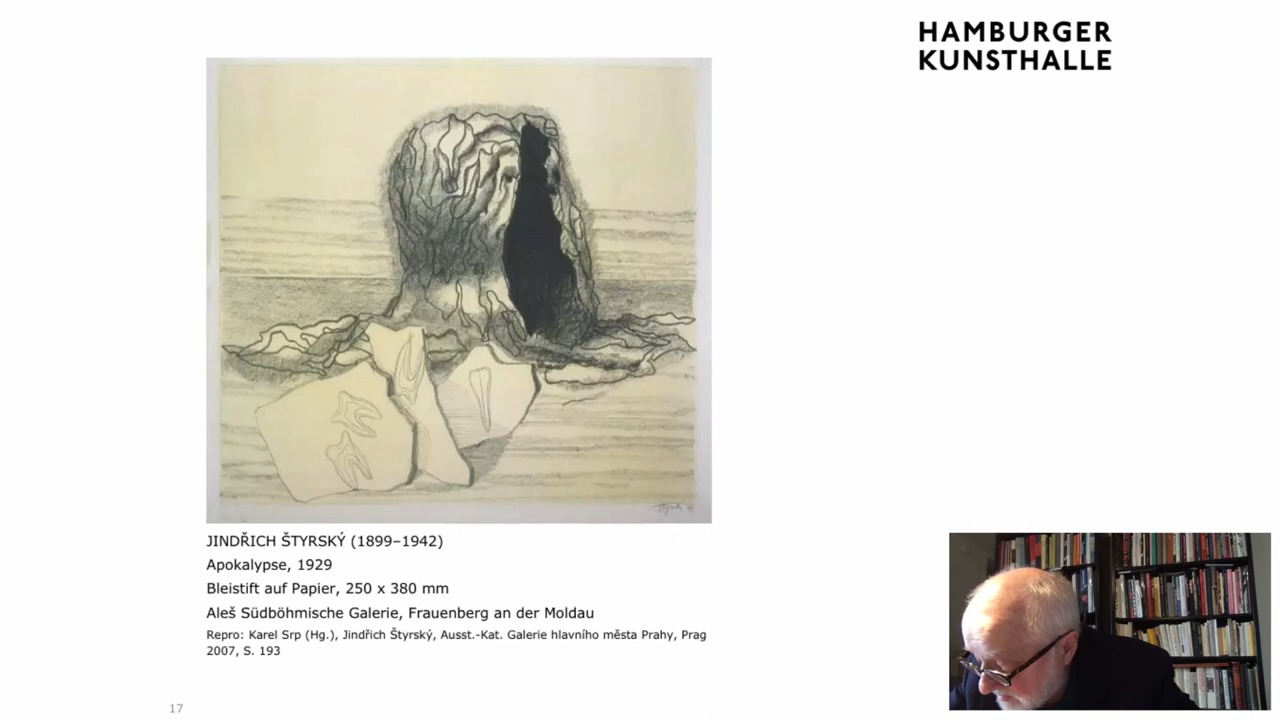 HAMBURGER
KUNSTHALLE
JINDŘICH ŠTYRSKÝ (1899–1942)
Apokalypse, 1929
Bleistift auf Papier, 250 x 380 mm
Aleš Südböhmische Galerie, Frauenberg an der Moldau
Repro: Karel Srp (Hg.), Jindřich Štyrský, Ausst.-Kat. Galerie hlavního města Prahy, Prag
2007, S. 193
17